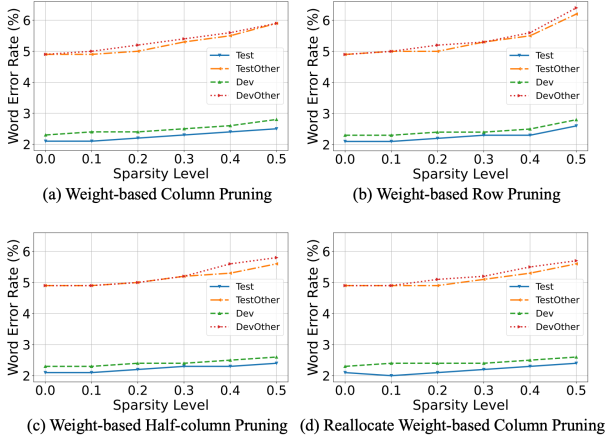 Word Error Rate (%)
6
5
4
3
2
Test
TestOther
Dev
DevOther
0.0 0.1 0.2 0.3 0.4 0.5
Sparsity Level
(a) Weight-based Column Pruning
Word Error Rate (%)
6
5
4
3
2
Test
TestOther
Dev
DevOther
0.0 0.1 0.2 0.3 0.4 0.5
Sparsity Level
(b) Weight-based Row Pruning
Word Error Rate (%)
6
5
4
3
2
Test
TestOther
Dev
DevOther
0.0 0.1 0.2 0.3 0.4 0.5
Sparsity Level
(c) Weight-based Half-column Pruning
Word Error Rate (%)
6
5
4
3
2
Test
TestOther
Dev
DevOther
0.0 0.1 0.2 0.3 0.4 0.5
Sparsity Level
(d) Reallocate Weight-based Column Pruning